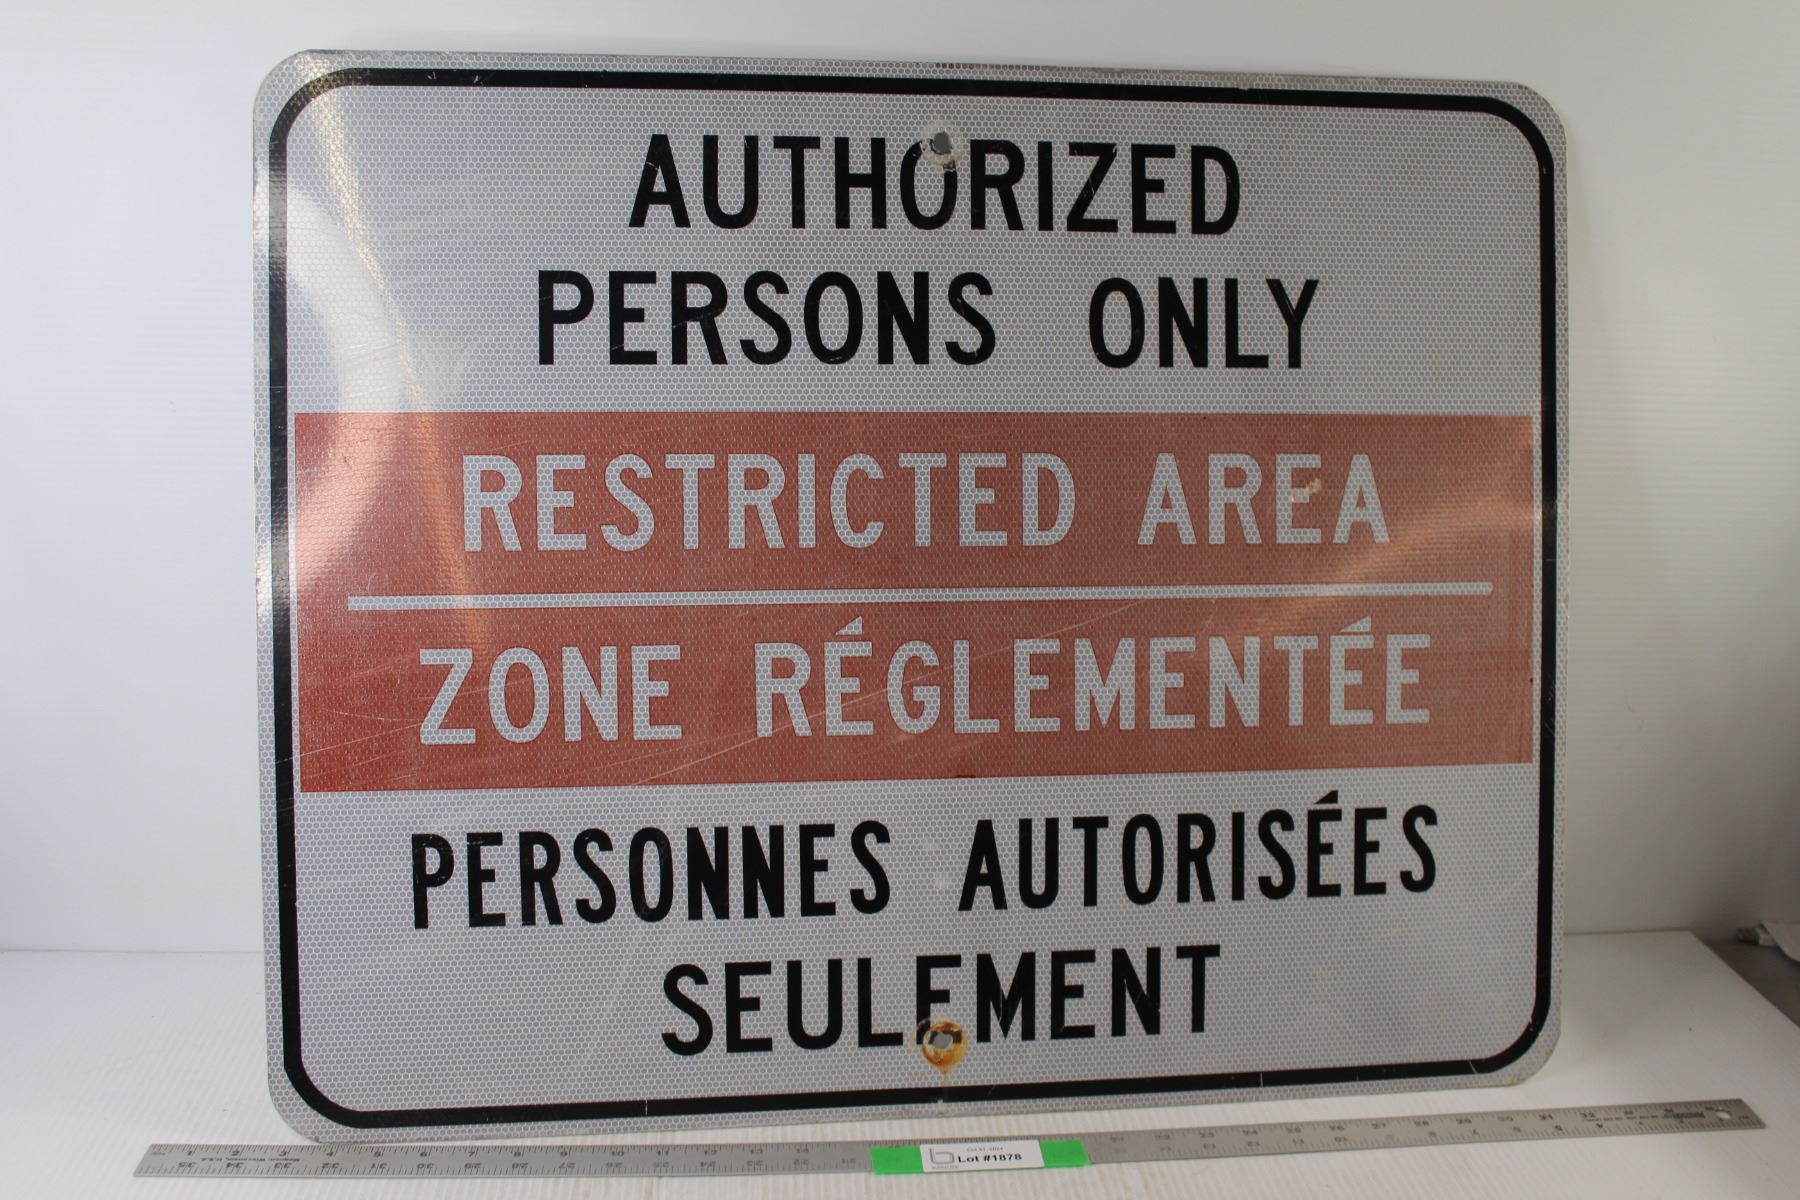 AUTHORIZED
PERSONS ONLY
RESTRICTED AREA
ZONE RÉGLEMENTÉE
PERSONNES AUTORISÉES
SEULEMENT
Lot #1878